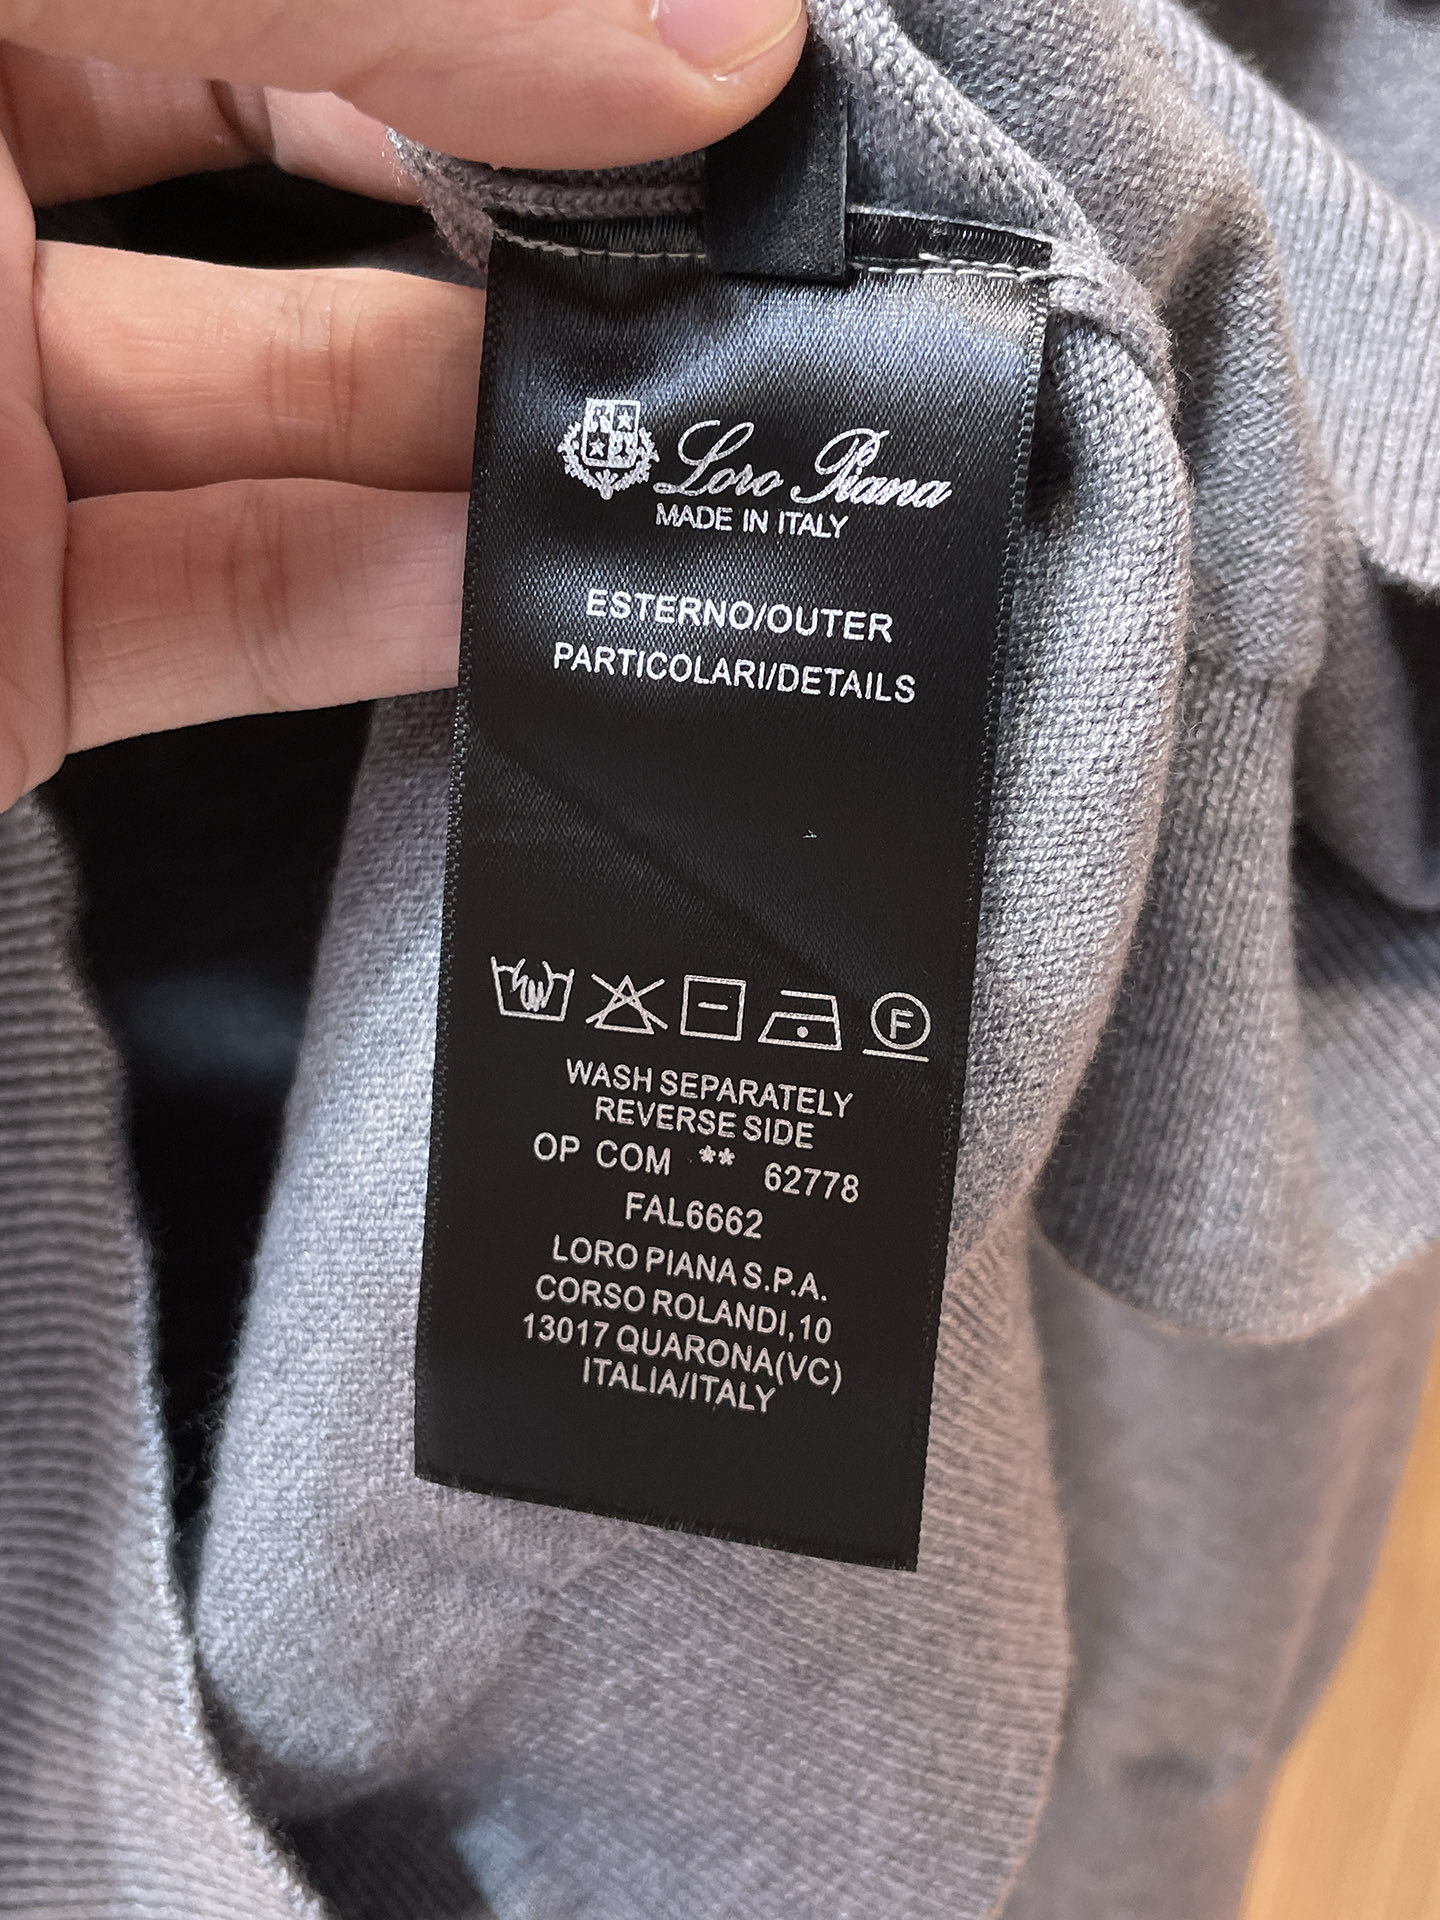 Loro Piana
MADE IN ITALY
ESTERNO/OUTER
PARTICOLARI/DETAILS
F
WASH SEPARATELY
REVERSE SIDE
OP COM ** 62778
FAL6662
LORO PIANA S.P.A.
CORSO ROLANDI,10
13017 QUARONA(VC)
ITALIA/ITALY